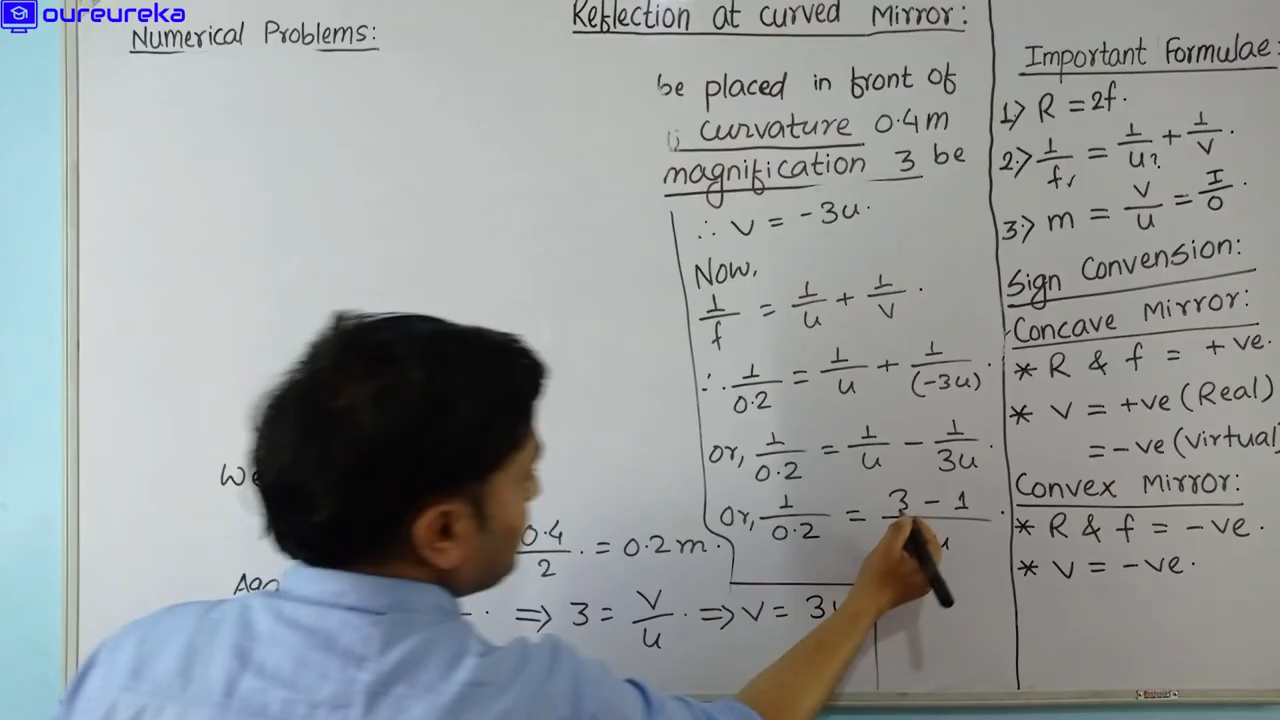 oureureka
Numerical Problems:
Reflection at curved Mirror:
be placed in front of
curvature 0.4m
magnification 3 be
∴ v = -3u.
Now,
1/f = 1/u + 1/v.
∴ 1/0.2 = 1/u + 1/(-3u).
or, 1/0.2 = 1/u - 1/3u.
or, 1/0.2 = 3 - 1/u.
We
0.4/2 . = 0.2m.
⇒ 3 = v/u . ⇒ v = 3u
Important Formulae:
1.) R = 2f.
2.) 1/f = 1/u + 1/v.
3.) m = v/u = I/O.
Sign Convension:
Concave Mirror:
* R & f = +ve.
* v = +ve (Real)
= -ve (virtual)
Convex Mirror:
* R & f = -ve.
* v = -ve.